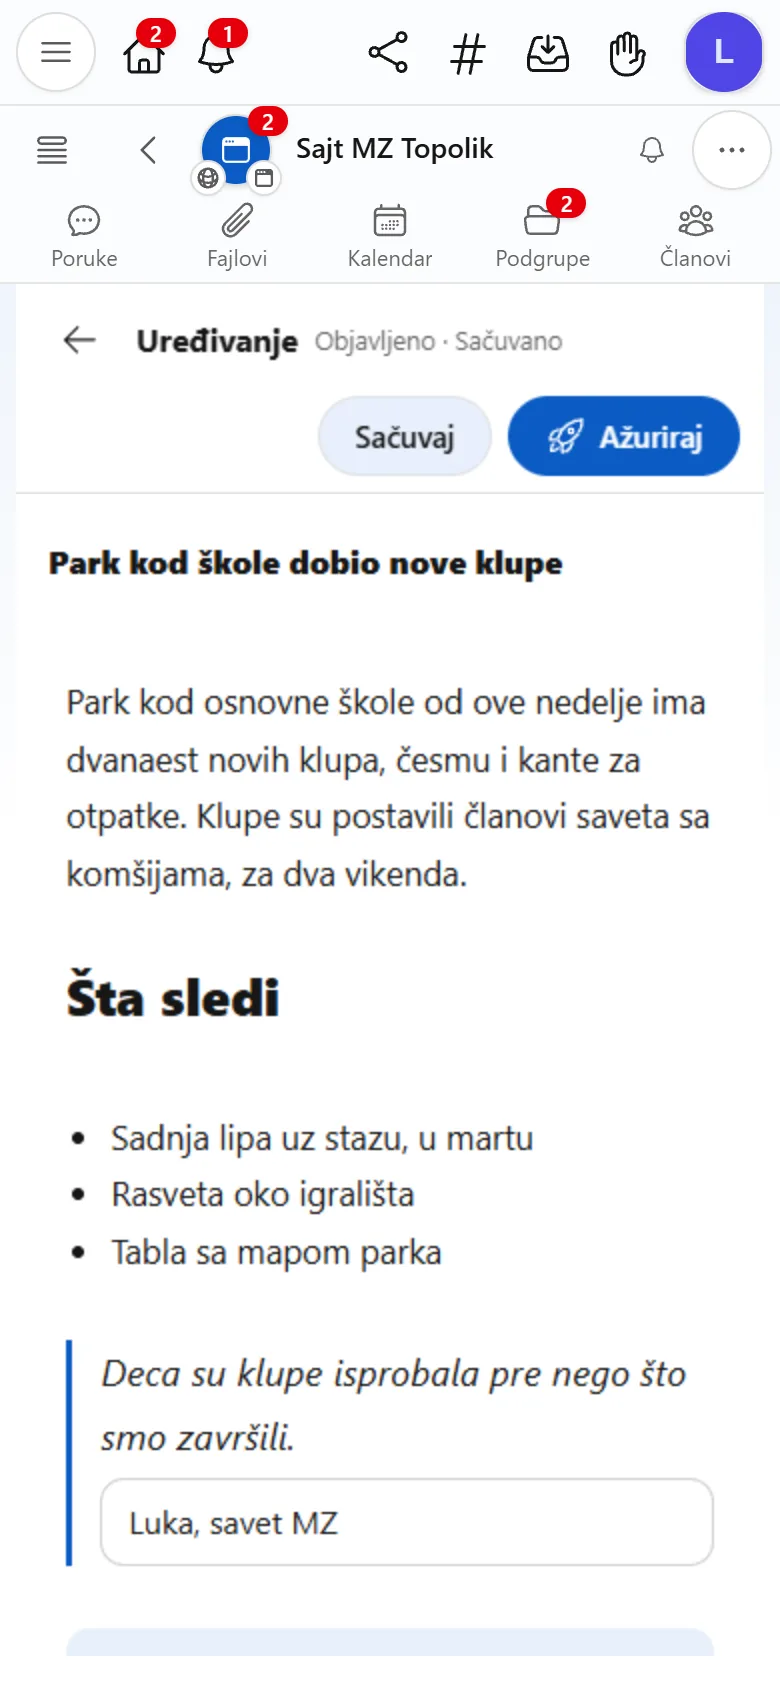 2
1
L
2
Sajt MZ Topolik
Poruke
Fajlovi
Kalendar
2
Podgrupe
Članovi
Uređivanje Objavljeno · Sačuvano
Sačuvaj
Ažuriraj
Park kod škole dobio nove klupe
Park kod osnovne škole od ove nedelje ima
dvanaest novih klupa, česmu i kante za
otpatke. Klupe su postavili članovi saveta sa
komšijama, za dva vikenda.
Šta sledi
• Sadnja lipa uz stazu, u martu
• Rasveta oko igrališta
• Tabla sa mapom parka
Deca su klupe isprobala pre nego što
smo završili.
Luka, savet MZ